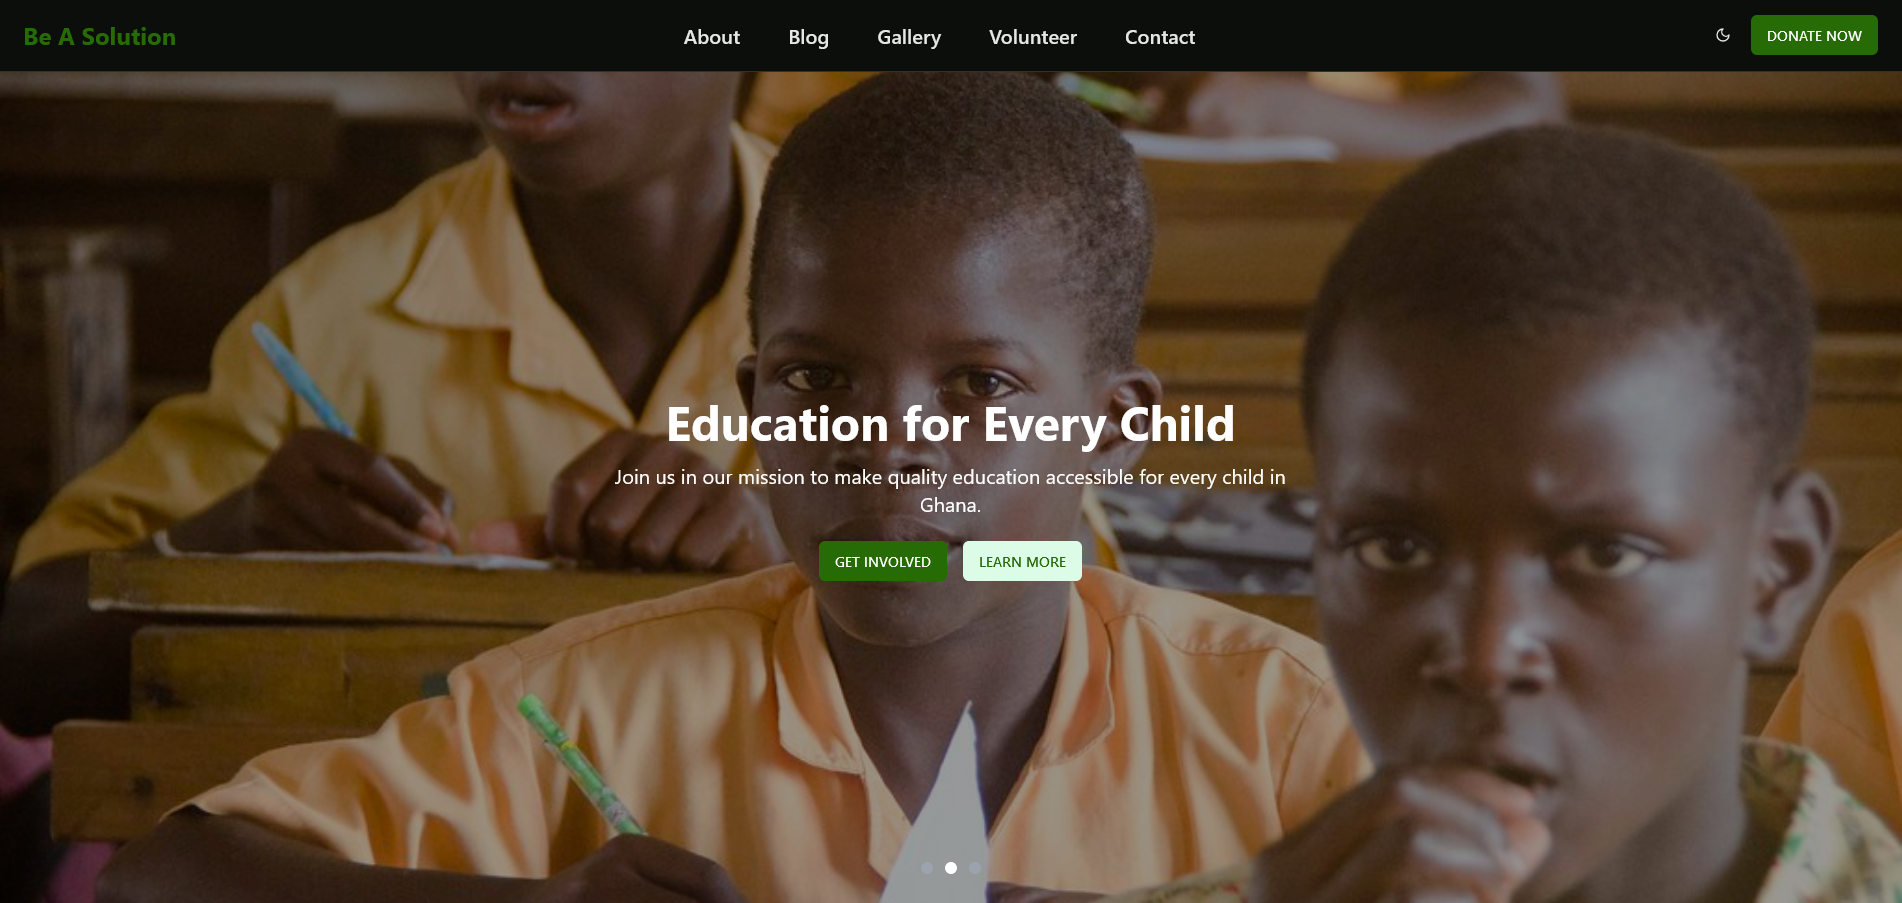 Be A Solution
About Blog Gallery Volunteer Contact
DONATE NOW
Education for Every Child
Join us in our mission to make quality education accessible for every child in
Ghana.
GET INVOLVED LEARN MORE